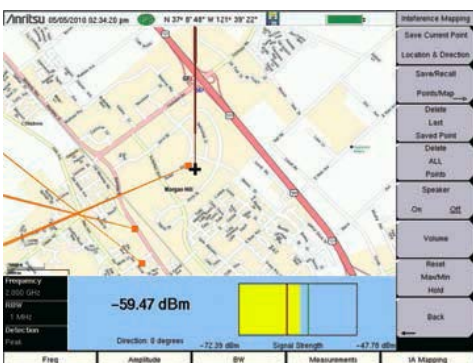 Anritsu 05/05/2010 02:34:20 pm N 37° 8' 48" W 121° 39' 22"
Interference Mapping
Save Current Point
Location & Direction
Save/Recall
Points/Map
Delete
Last
Saved Point
Delete
ALL
Points
Speaker
On Off
Volume
Reset
Max/Min
Hold
Back
Morgan Hill
Frequency
2.000 GHz
RBW
1 MHz
Detection
Peak
-59.47 dBm
Direction: 0 degrees
-72.39 dBm Signal Strength -47.78 dBm
Freq Amplitude BW Measurements IA Mapping